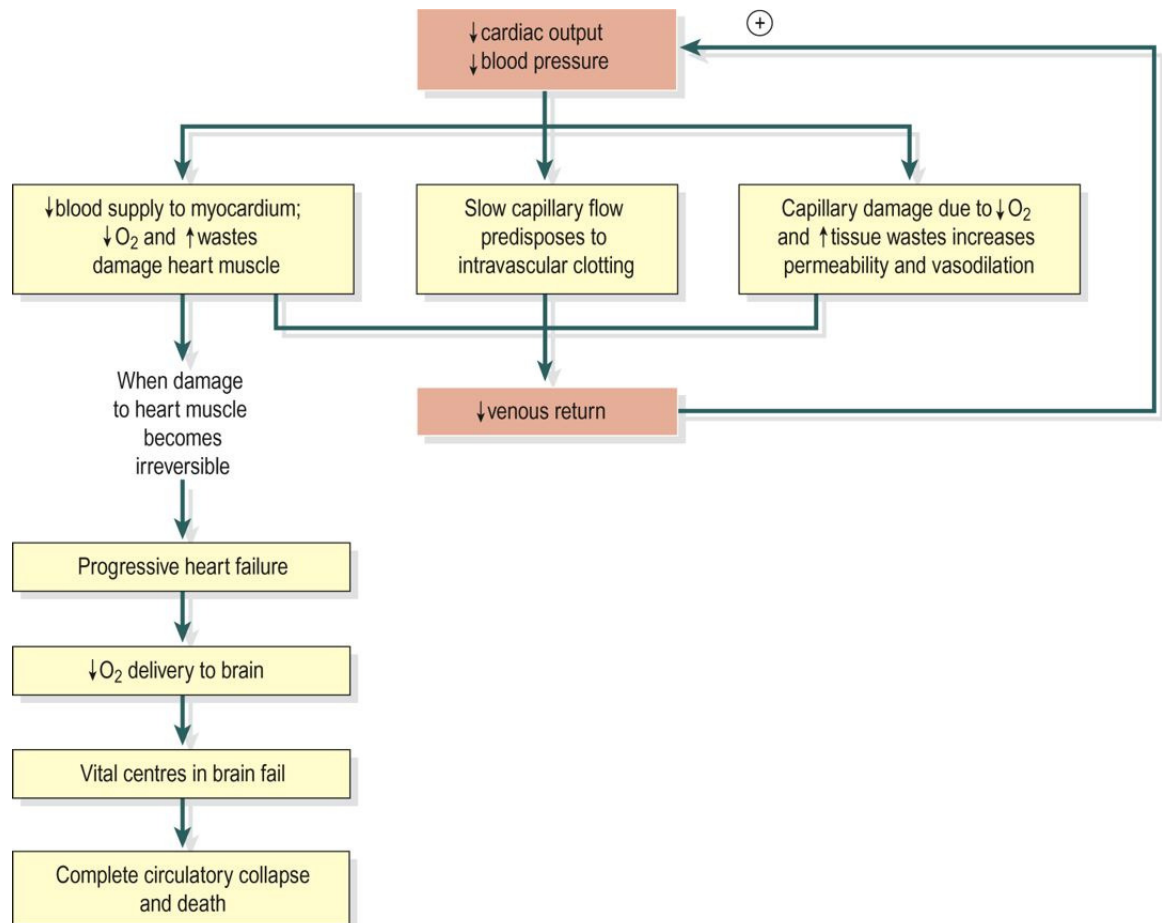 ↓cardiac output
↓blood pressure
+
↓blood supply to myocardium;
↓O₂ and ↑wastes
damage heart muscle
Slow capillary flow
predisposes to
intravascular clotting
Capillary damage due to ↓O₂
and ↑tissue wastes increases
permeability and vasodilation
When damage
to heart muscle
becomes
irreversible
↓venous return
Progressive heart failure
↓O₂ delivery to brain
Vital centres in brain fail
Complete circulatory collapse
and death